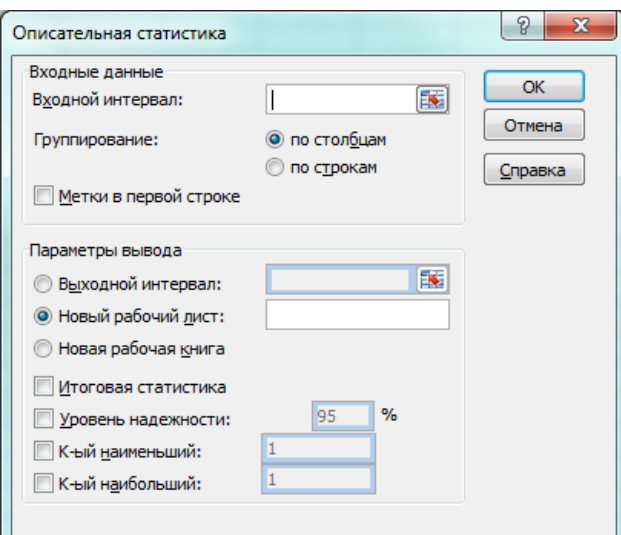 Описательная статистика
Входные данные
Входной интервал:
Группирование:
по столбцам
по строкам
Метки в первой строке
OK
Отмена
Справка
Параметры вывода
Выходной интервал:
Новый рабочий лист:
Новая рабочая книга
Итоговая статистика
Уровень надежности: 95 %
К-ый наименьший: 1
К-ый наибольший: 1